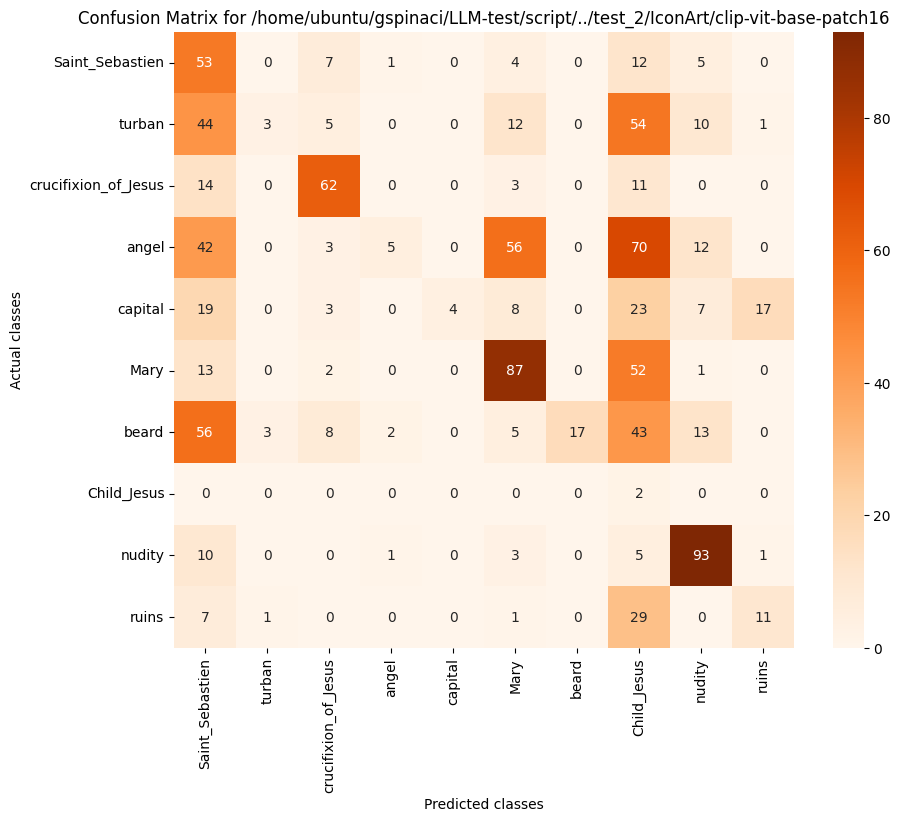 Confusion Matrix for /home/ubuntu/gspinaci/LLM-test/script/../test_2/IconArt/clip-vit-base-patch16
Actual classes
Saint_Sebastien 53 0 7 1 0 4 0 12 5 0
turban 44 3 5 0 0 12 0 54 10 1
crucifixion_of_Jesus 14 0 62 0 0 3 0 11 0 0
angel 42 0 3 5 0 56 0 70 12 0
capital 19 0 3 0 4 8 0 23 7 17
Mary 13 0 2 0 0 87 0 52 1 0
beard 56 3 8 2 0 5 17 43 13 0
Child_Jesus 0 0 0 0 0 0 0 2 0 0
nudity 10 0 0 1 0 3 0 5 93 1
ruins 7 1 0 0 0 1 0 29 0 11
Saint_Sebastien turban crucifixion_of_Jesus angel capital Mary beard Child_Jesus nudity ruins
Predicted classes
80
60
40
20
0